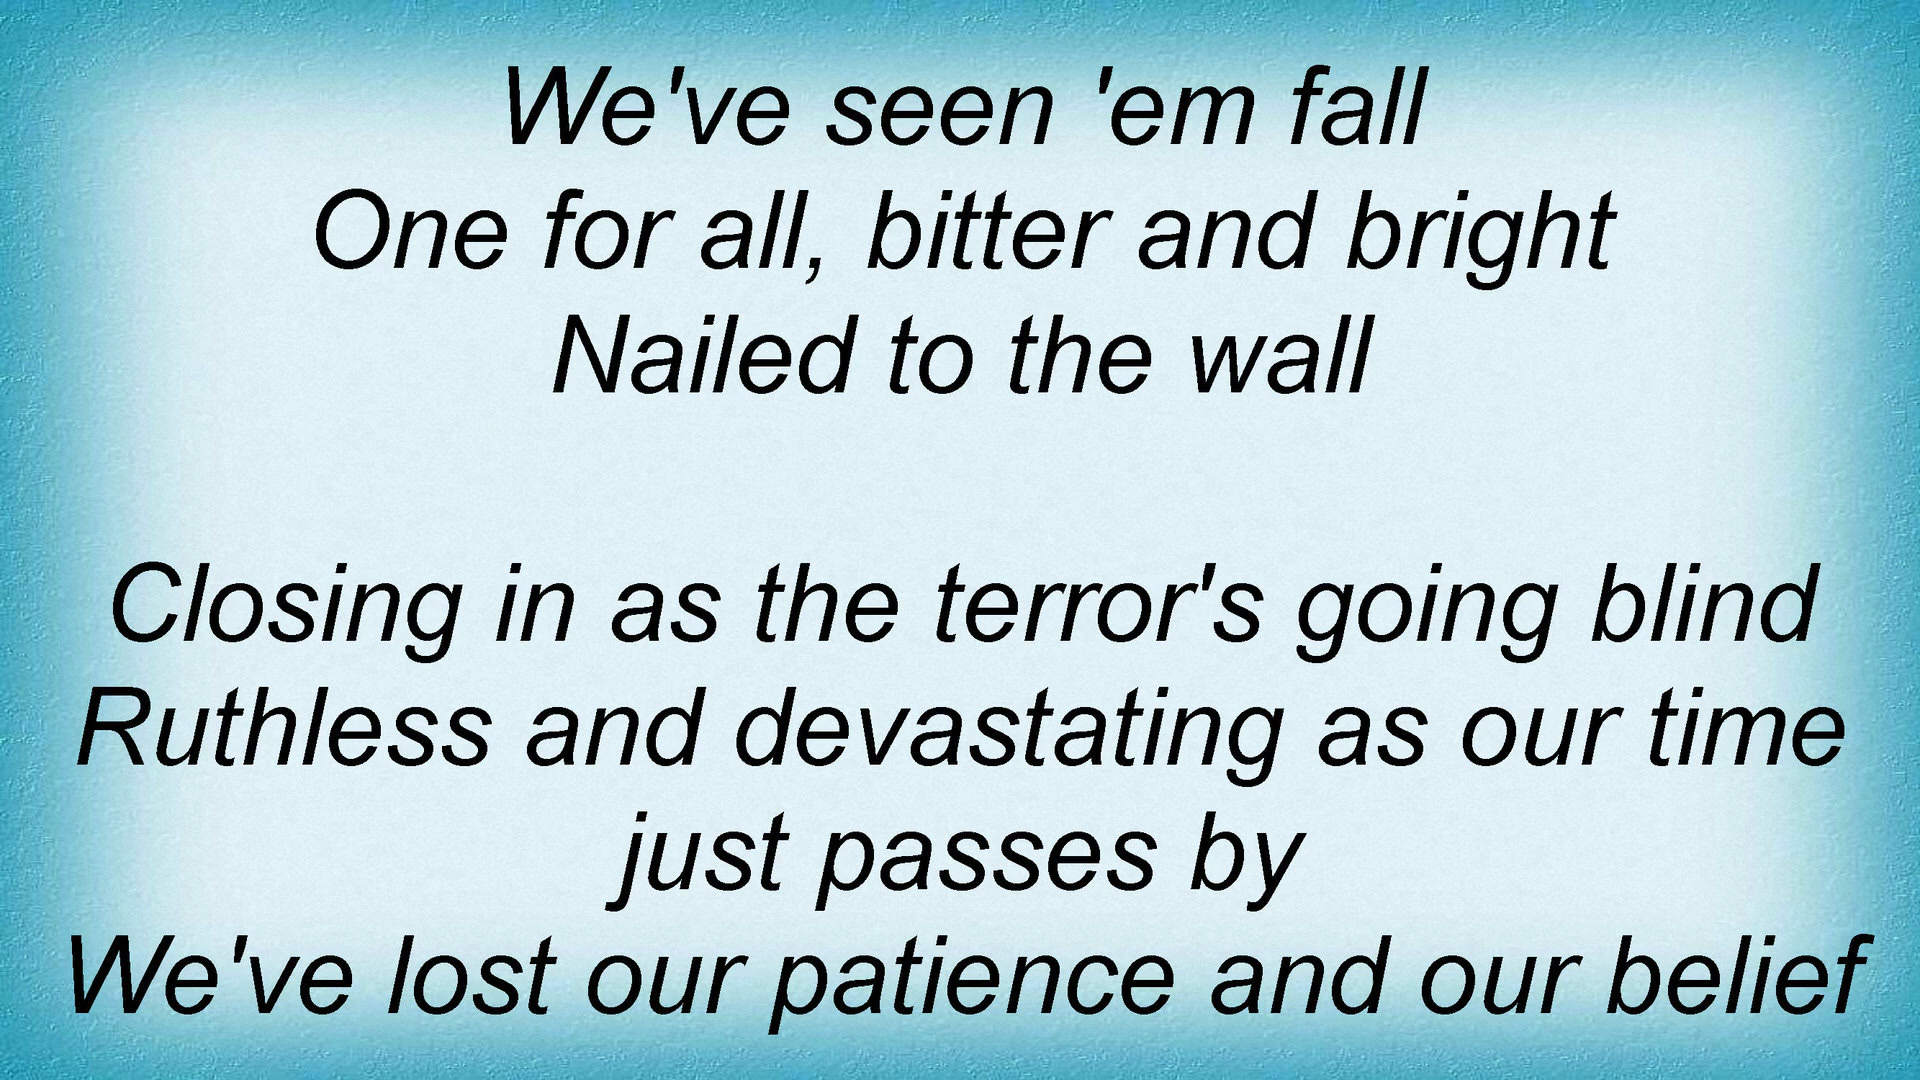 We've seen 'em fall
One for all, bitter and bright
Nailed to the wall
Closing in as the terror's going blind
Ruthless and devastating as our time
just passes by
We've lost our patience and our belief